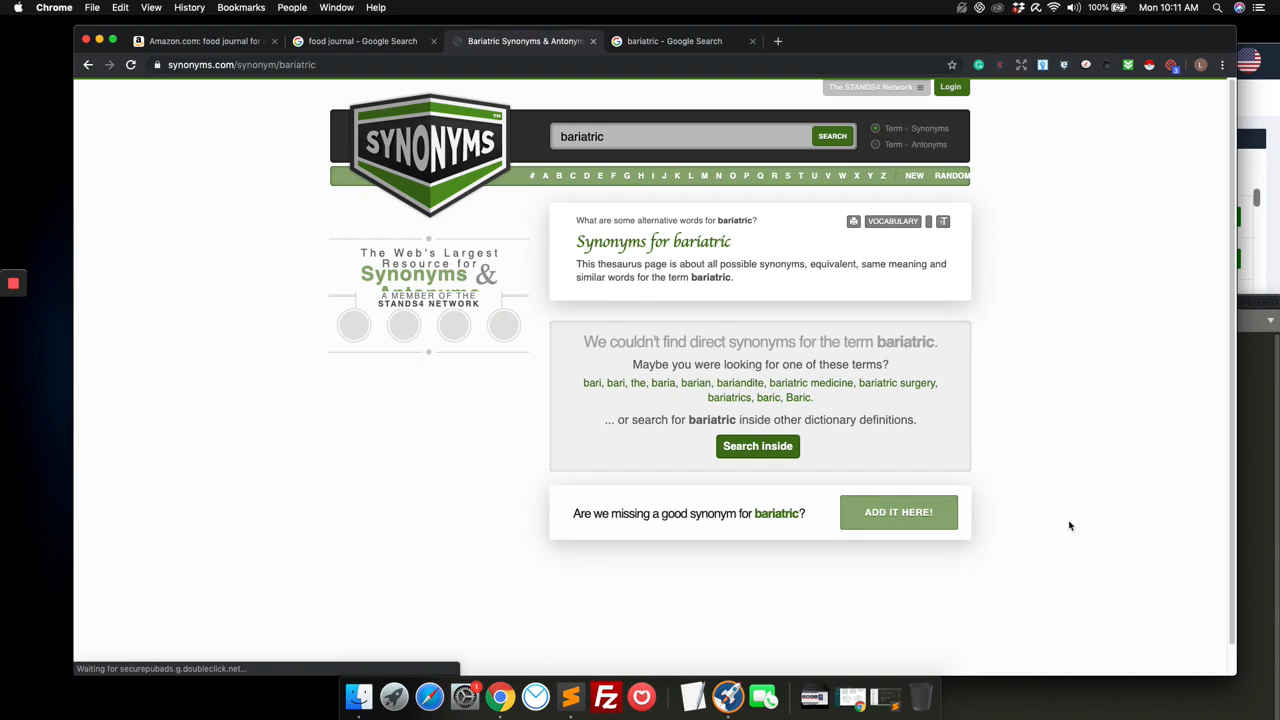 Chrome File Edit View History Bookmarks People Window Help 100% Mon 10:11 AM
Amazon.com: food journal for food journal - Google Search Bariatric Synonyms & Antonym bariatric - Google Search
synonyms.com/synonym/bariatric
The STANDS4 Network Login
SYNONYMS™
bariatric SEARCH Term » Synonyms
Term » Antonyms
# A B C D E F G H I J K L M N O P Q R S T U V W X Y Z NEW RANDOM
The Web's Largest
Resource for
Synonyms &
Antonyms
A MEMBER OF THE
STANDS4 NETWORK
What are some alternative words for bariatric? VOCABULARY
Synonyms for bariatric
This thesaurus page is about all possible synonyms, equivalent, same meaning and
similar words for the term bariatric.
We couldn't find direct synonyms for the term bariatric.
Maybe you were looking for one of these terms?
bari, bari, the, baria, barian, bariandite, bariatric medicine, bariatric surgery,
bariatrics, baric, Baric.
... or search for bariatric inside other dictionary definitions.
Search inside
Are we missing a good synonym for bariatric? ADD IT HERE!
Waiting for securepubads.g.doubleclick.net...